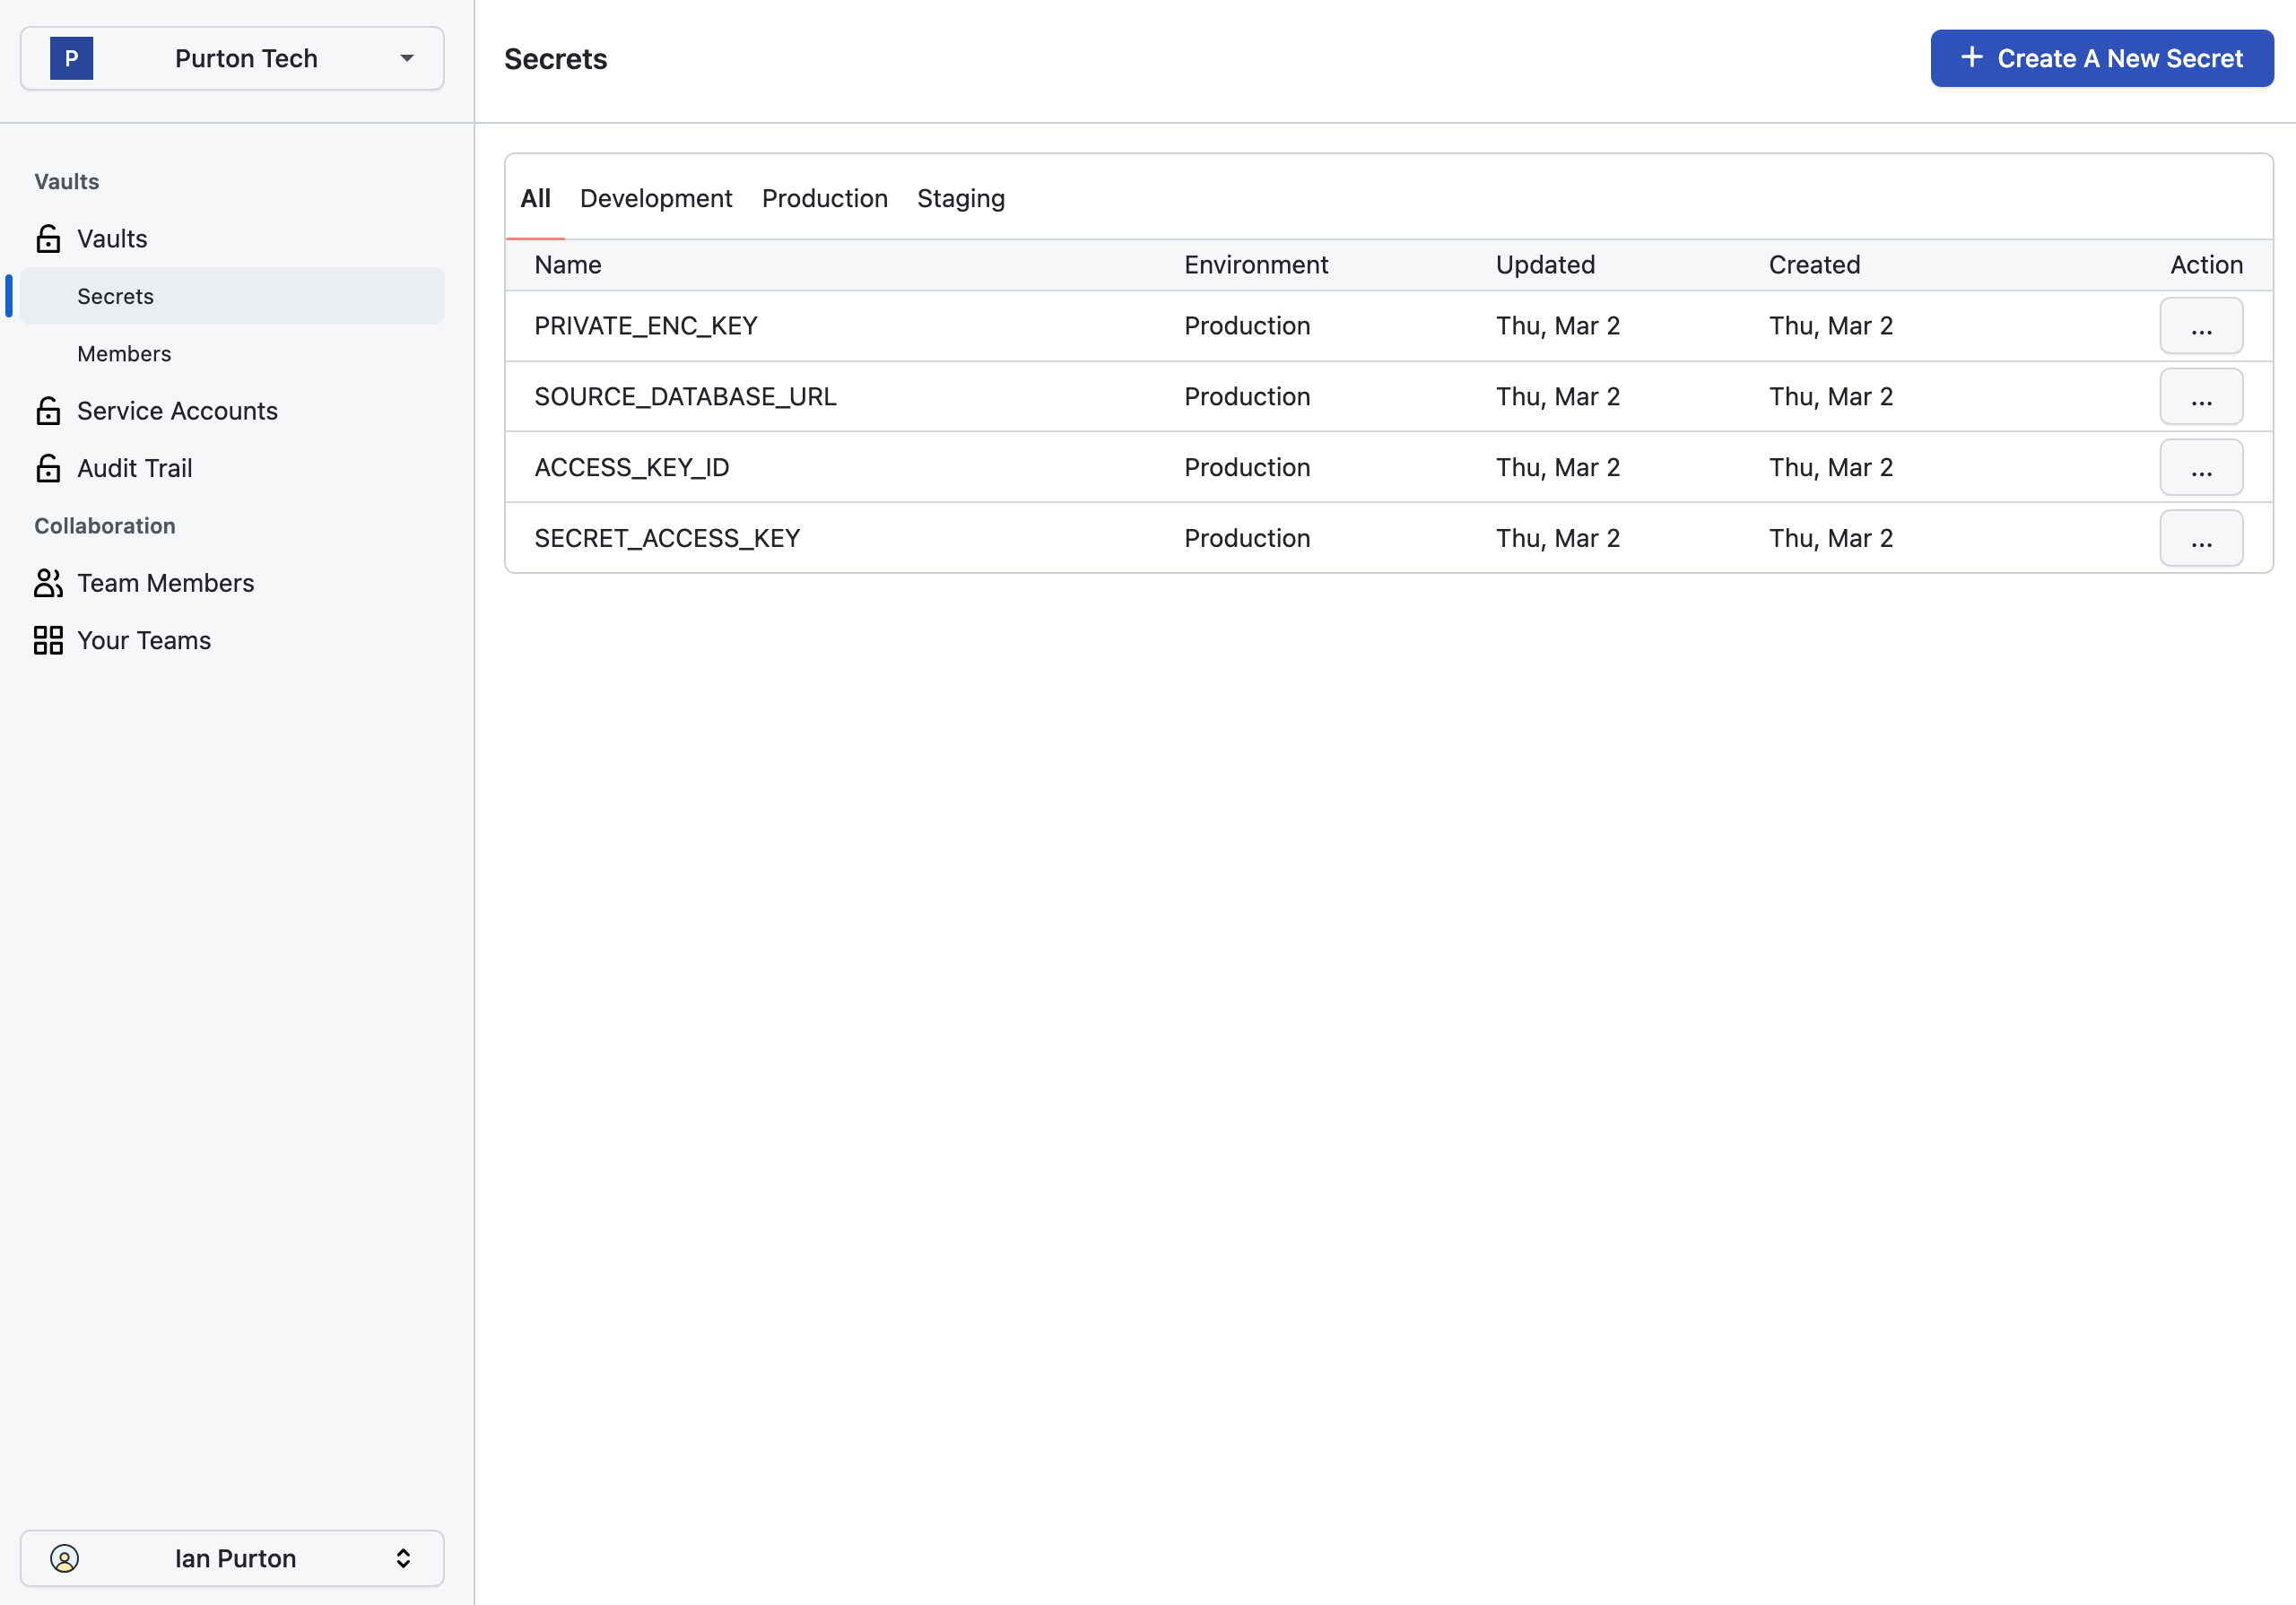 P Purton Tech
Secrets
+ Create A New Secret
Vaults
Vaults
Secrets
Members
Service Accounts
Audit Trail
Collaboration
Team Members
Your Teams
Ian Purton
All Development Production Staging
Name Environment Updated Created Action
PRIVATE_ENC_KEY Production Thu, Mar 2 Thu, Mar 2 ...
SOURCE_DATABASE_URL Production Thu, Mar 2 Thu, Mar 2 ...
ACCESS_KEY_ID Production Thu, Mar 2 Thu, Mar 2 ...
SECRET_ACCESS_KEY Production Thu, Mar 2 Thu, Mar 2 ...